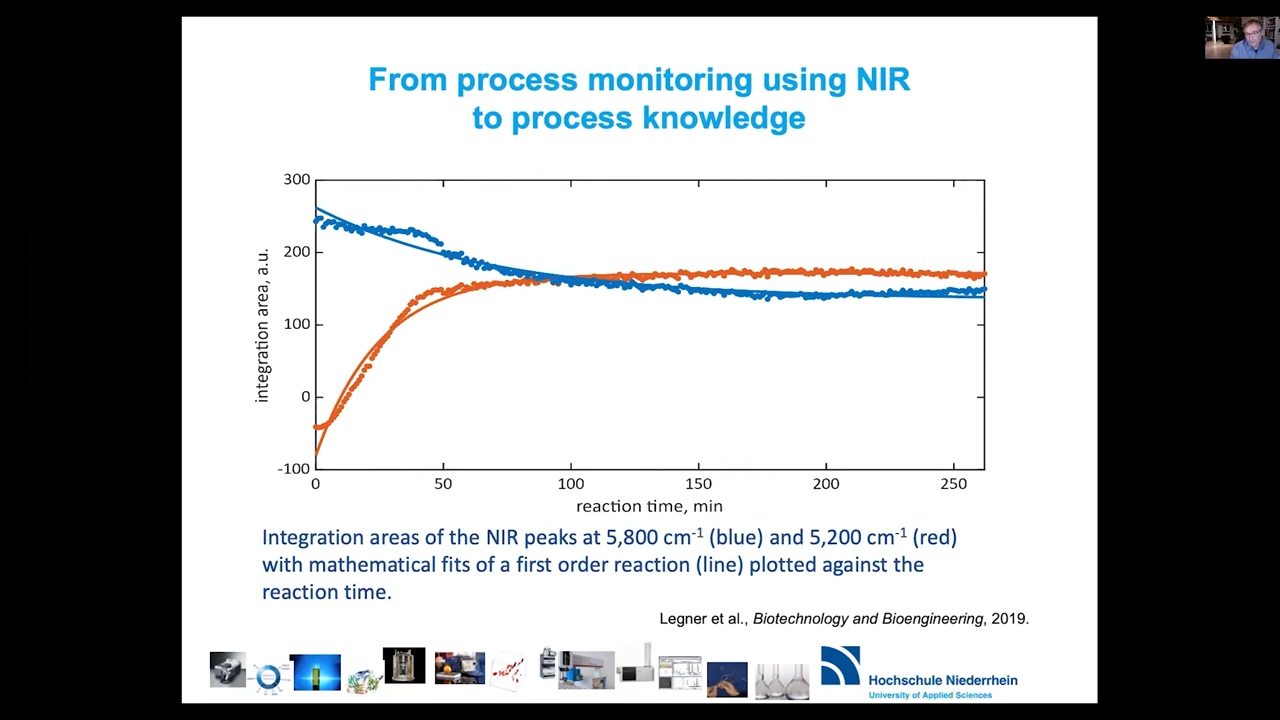 From process monitoring using NIR
to process knowledge
300
200
100
0
-100
integration area, a.u.
0 50 100 150 200 250
reaction time, min
Integration areas of the NIR peaks at 5,800 cm⁻¹ (blue) and 5,200 cm⁻¹ (red)
with mathematical fits of a first order reaction (line) plotted against the
reaction time.
Legner et al., Biotechnology and Bioengineering, 2019.
Hochschule Niederrhein
University of Applied Sciences